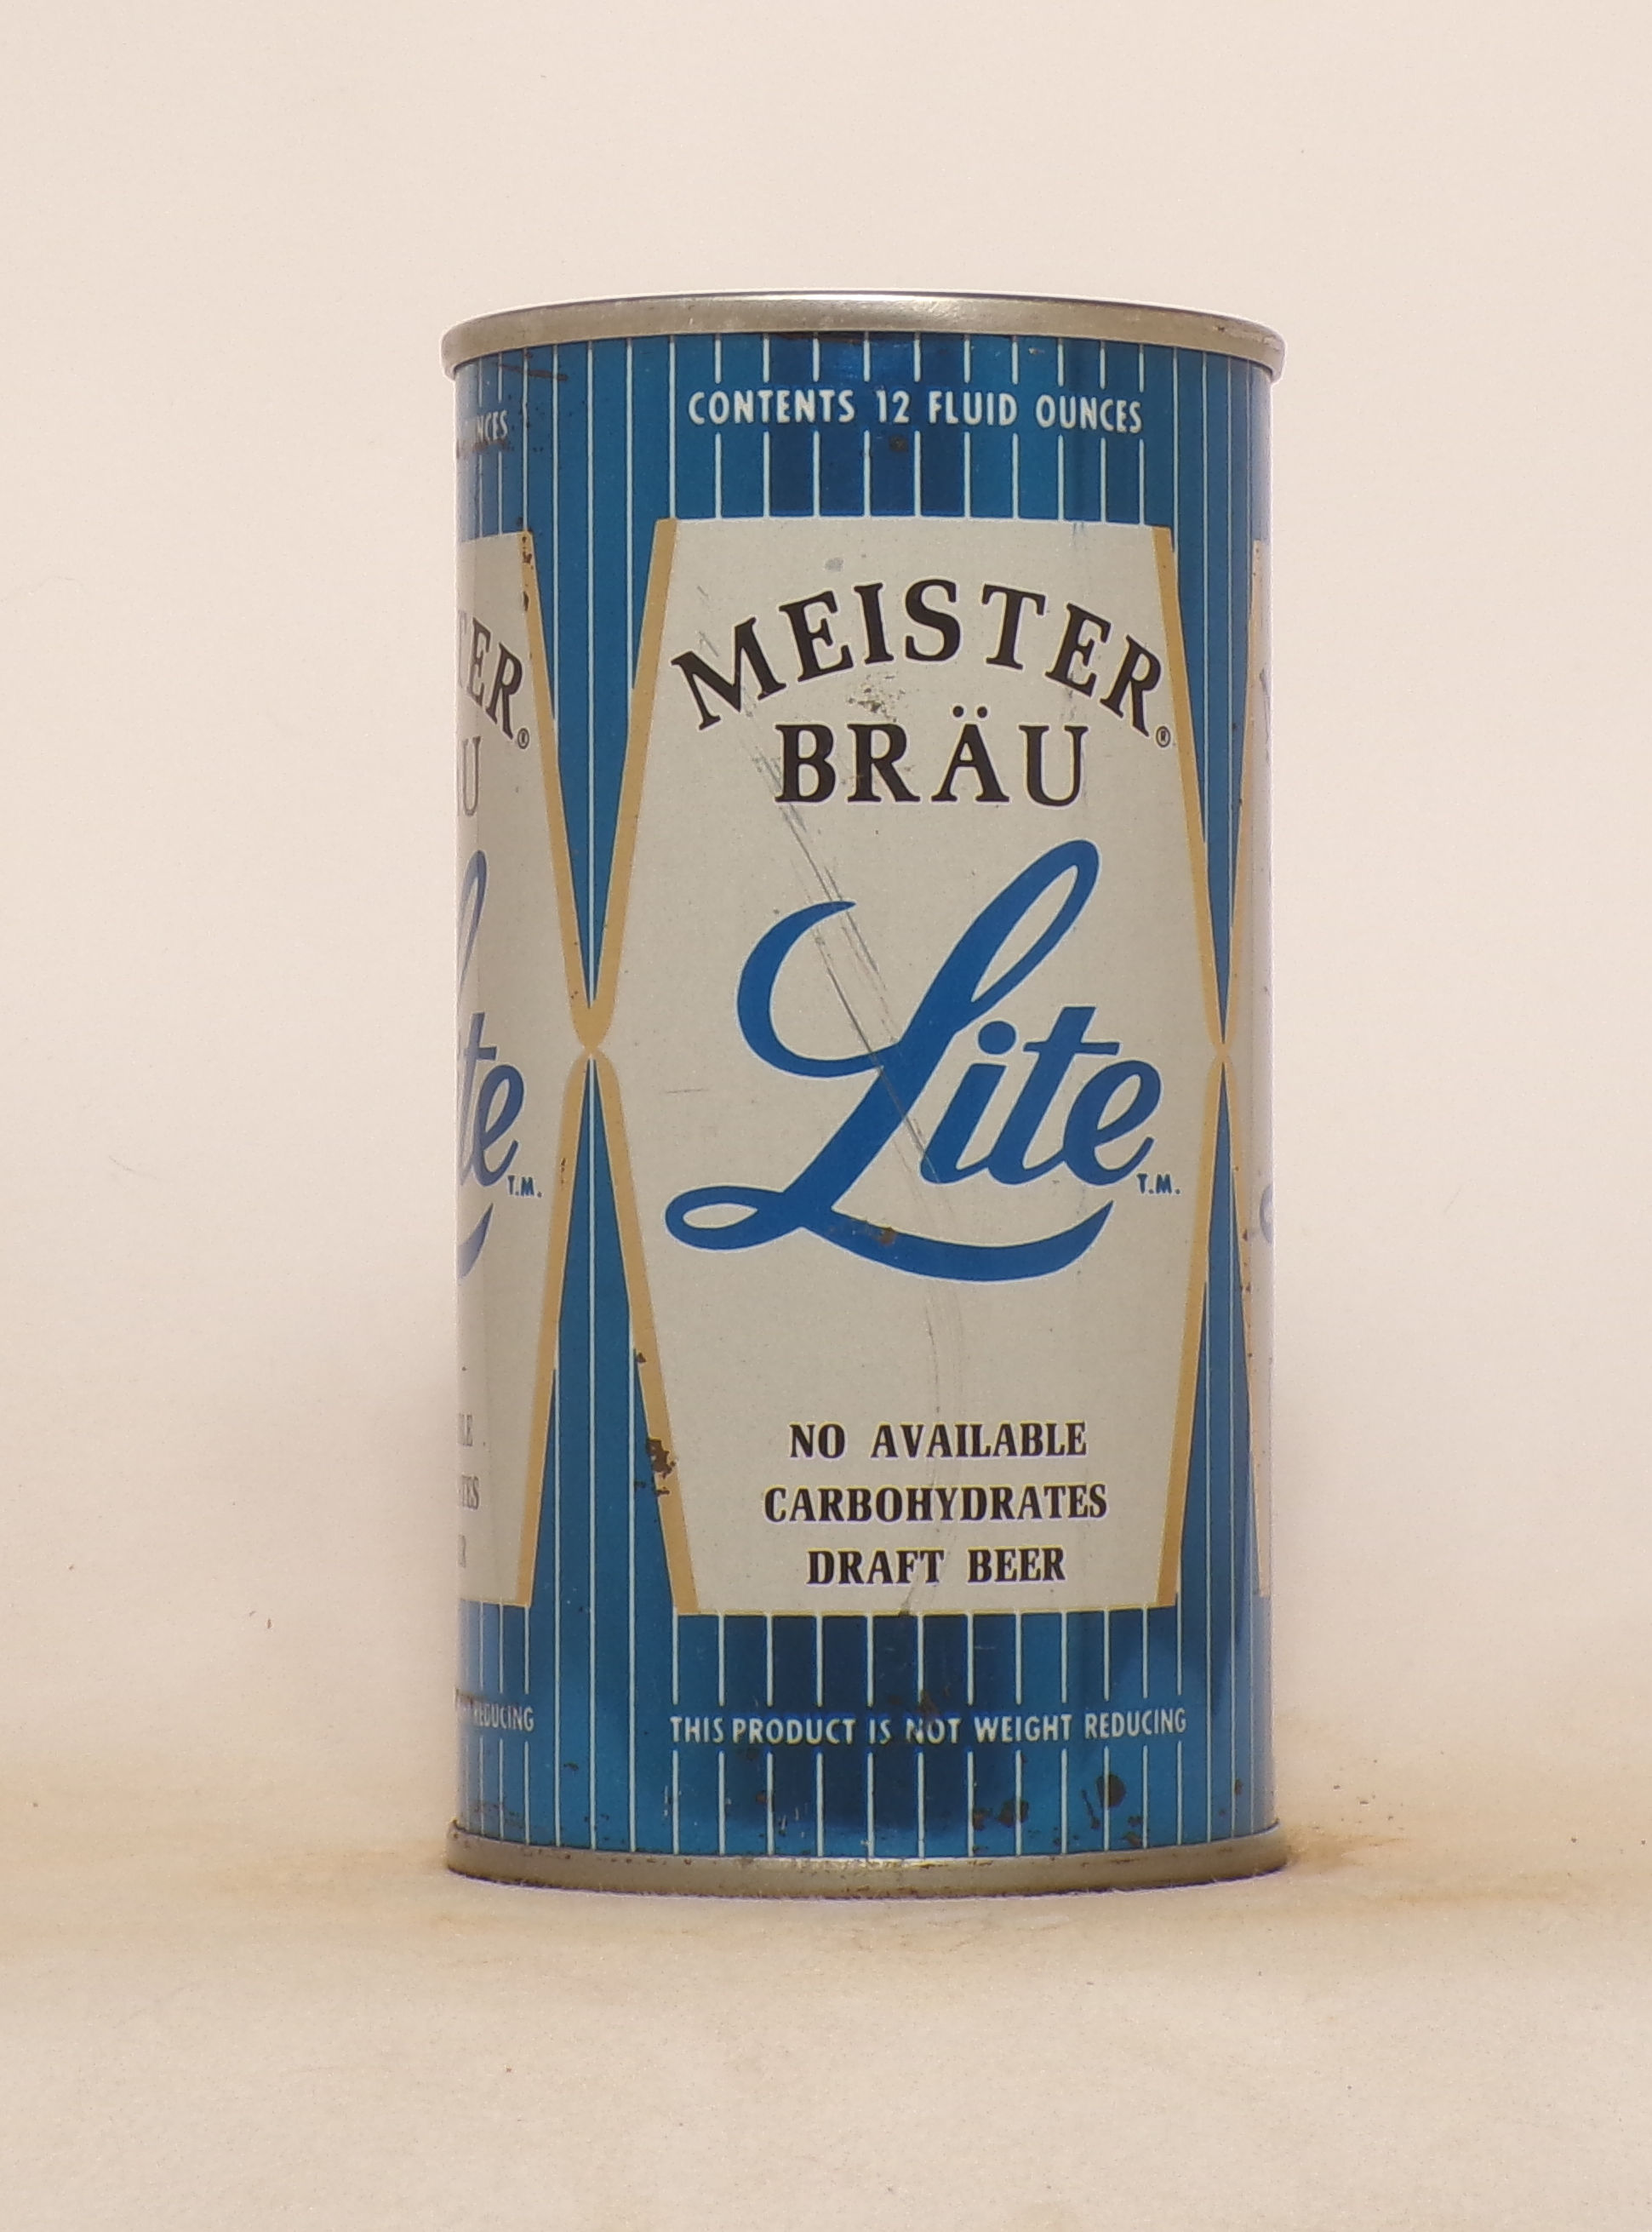 CONTENTS 12 FLUID OUNCES
MEISTER®
BRÄU
Lite T.M.
NO AVAILABLE
CARBOHYDRATES
DRAFT BEER
THIS PRODUCT IS NOT WEIGHT REDUCING